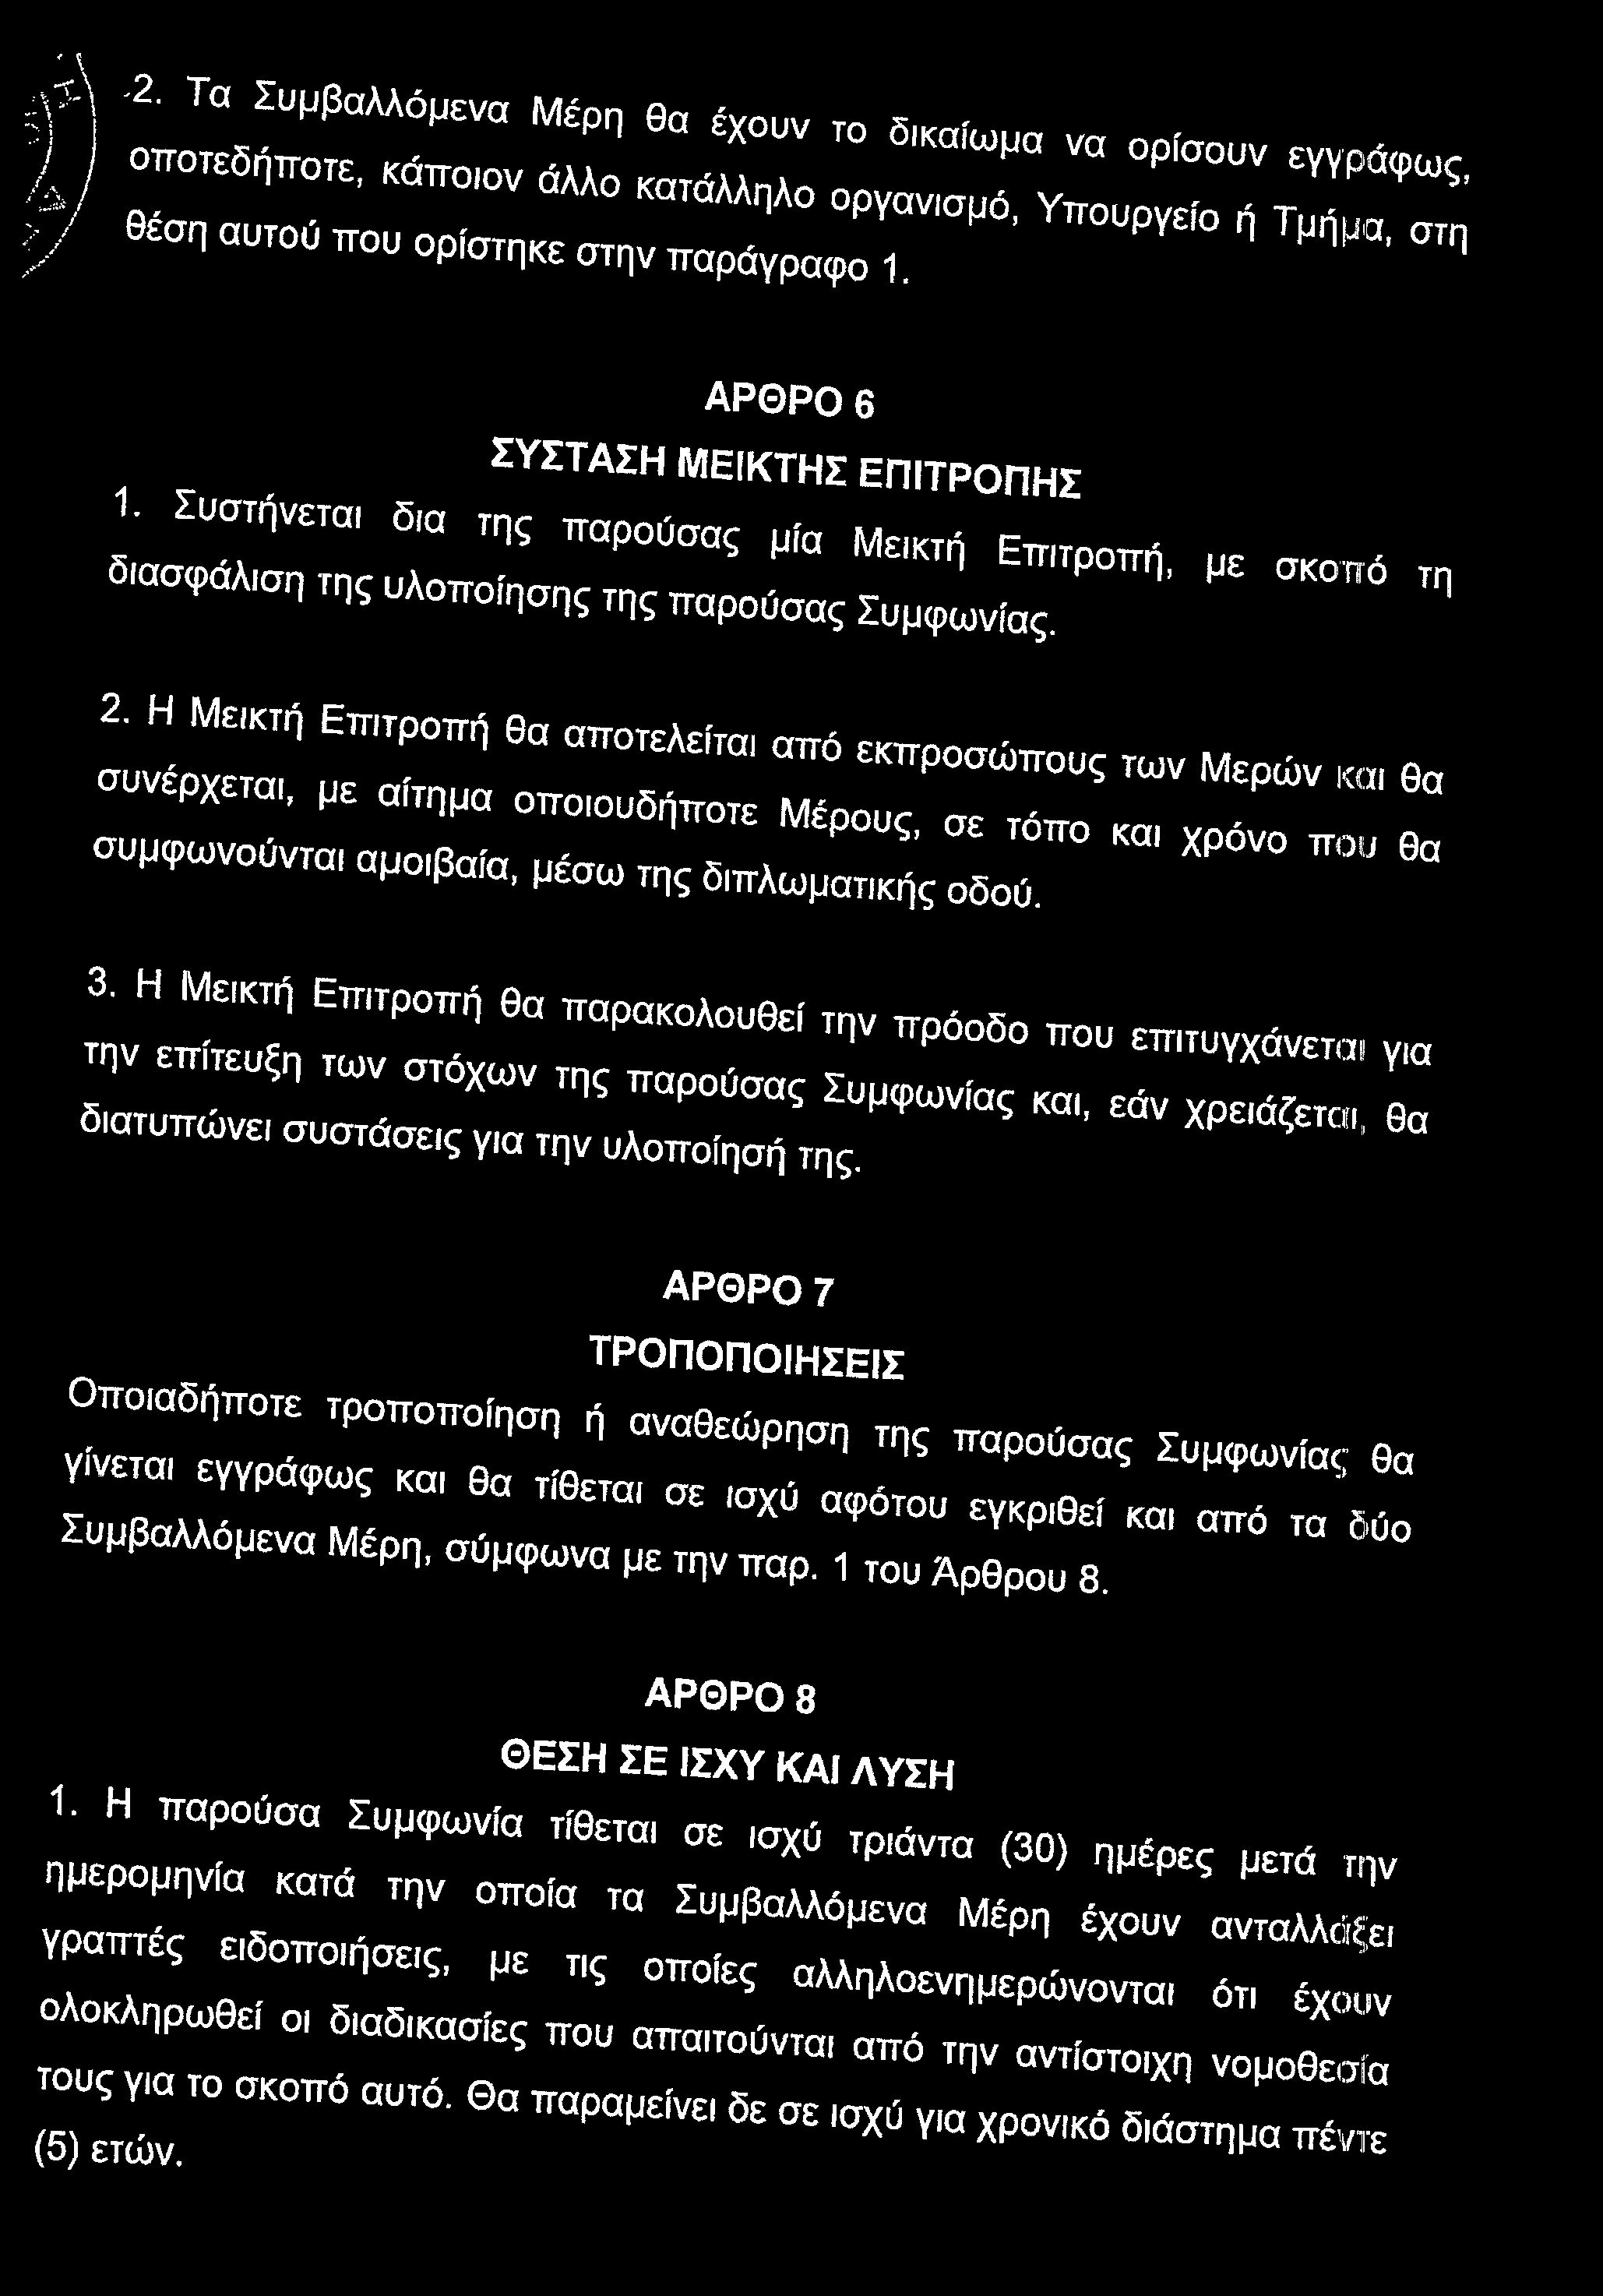 2. Τα Συμβαλλόμενα Μέρη θα έχουν το δικαίωμα να ορίσουν εγγράφως,
οποτεδήποτε, κάποιον άλλο κατάλληλο οργανισμό, Υπουργείο ή Τμήμα, στη
θέση αυτού που ορίστηκε στην παράγραφο 1.
ΑΡΘΡΟ 6
ΣΥΣΤΑΣΗ ΜΕΙΚΤΗΣ ΕΠΙΤΡΟΠΗΣ
1. Συστήνεται δια της παρούσας μία Μεικτή Επιτροπή, με σκοπό τη
διασφάλιση της υλοποίησης της παρούσας Συμφωνίας.
2. Η Μεικτή Επιτροπή θα αποτελείται από εκπροσώπους των Μερών και θα
συνέρχεται, με αίτημα οποιουδήποτε Μέρους, σε τόπο και χρόνο που θα
συμφωνούνται αμοιβαία, μέσω της διπλωματικής οδού.
3. Η Μεικτή Επιτροπή θα παρακολουθεί την πρόοδο που επιτυγχάνεται για
την επίτευξη των στόχων της παρούσας Συμφωνίας και, εάν χρειάζεται, θα
διατυπώνει συστάσεις για την υλοποίησή της.
ΑΡΘΡΟ 7
ΤΡΟΠΟΠΟΙΗΣΕΙΣ
Οποιαδήποτε τροποποίηση ή αναθεώρηση της παρούσας Συμφωνίας θα
γίνεται εγγράφως και θα τίθεται σε ισχύ αφότου εγκριθεί και από τα δύο
Συμβαλλόμενα Μέρη, σύμφωνα με την παρ. 1 του Άρθρου 8.
ΑΡΘΡΟ 8
ΘΕΣΗ ΣΕ ΙΣΧΥ ΚΑΙ ΛΥΣΗ
1. Η παρούσα Συμφωνία τίθεται σε ισχύ τριάντα (30) ημέρες μετά την
ημερομηνία κατά την οποία τα Συμβαλλόμενα Μέρη έχουν ανταλλάξει
γραπτές ειδοποιήσεις, με τις οποίες αλληλοενημερώνονται ότι έχουν
ολοκληρωθεί οι διαδικασίες που απαιτούνται από την αντίστοιχη νομοθεσία
τους για το σκοπό αυτό. Θα παραμείνει δε σε ισχύ για χρονικό διάστημα πέντε
(5) ετών.